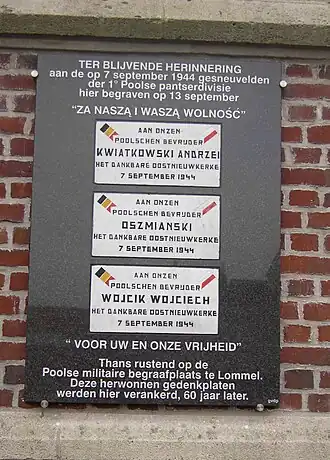 TER BLIJVENDE HERINNERING
aan de op 7 september 1944 gesneuvelden
der 1° Poolse pantserdivisie
hier begraven op 13 september
"ZA NASZĄ I WASZĄ WOLNOŚĆ"
AAN ONZEN
POOLSCHEN BEVRIJDER
KWIATKOWSKI ANDRZEI
HET DANKBARE OOSTNIEUWKERKE
7 SEPTEMBER 1944
AAN ONZEN
POOLSCHEN BEVRIJDER
OSZMIANSKI
HET DANKBARE OOSTNIEUWKERKE
7 SEPTEMBER 1944
AAN ONZEN
POOLSCHEN BEVRIJDER
WOJCIK WOJCIECH
HET DANKBARE OOSTNIEUWKERKE
7 SEPTEMBER 1944
" VOOR UW EN ONZE VRIJHEID"
Thans rustend op de
Poolse militaire begraafplaats te Lommel.
Deze herwonnen gedenkplaten
werden hier verankerd, 60 jaar later.